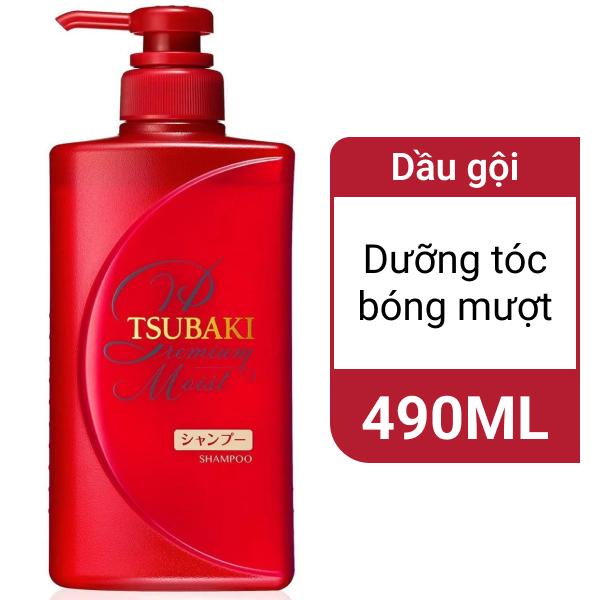 TSUBAKI
Premium
Moist
シャンプー
SHAMPOO
Dầu gội
Dưỡng tóc
bóng mượt
490ML